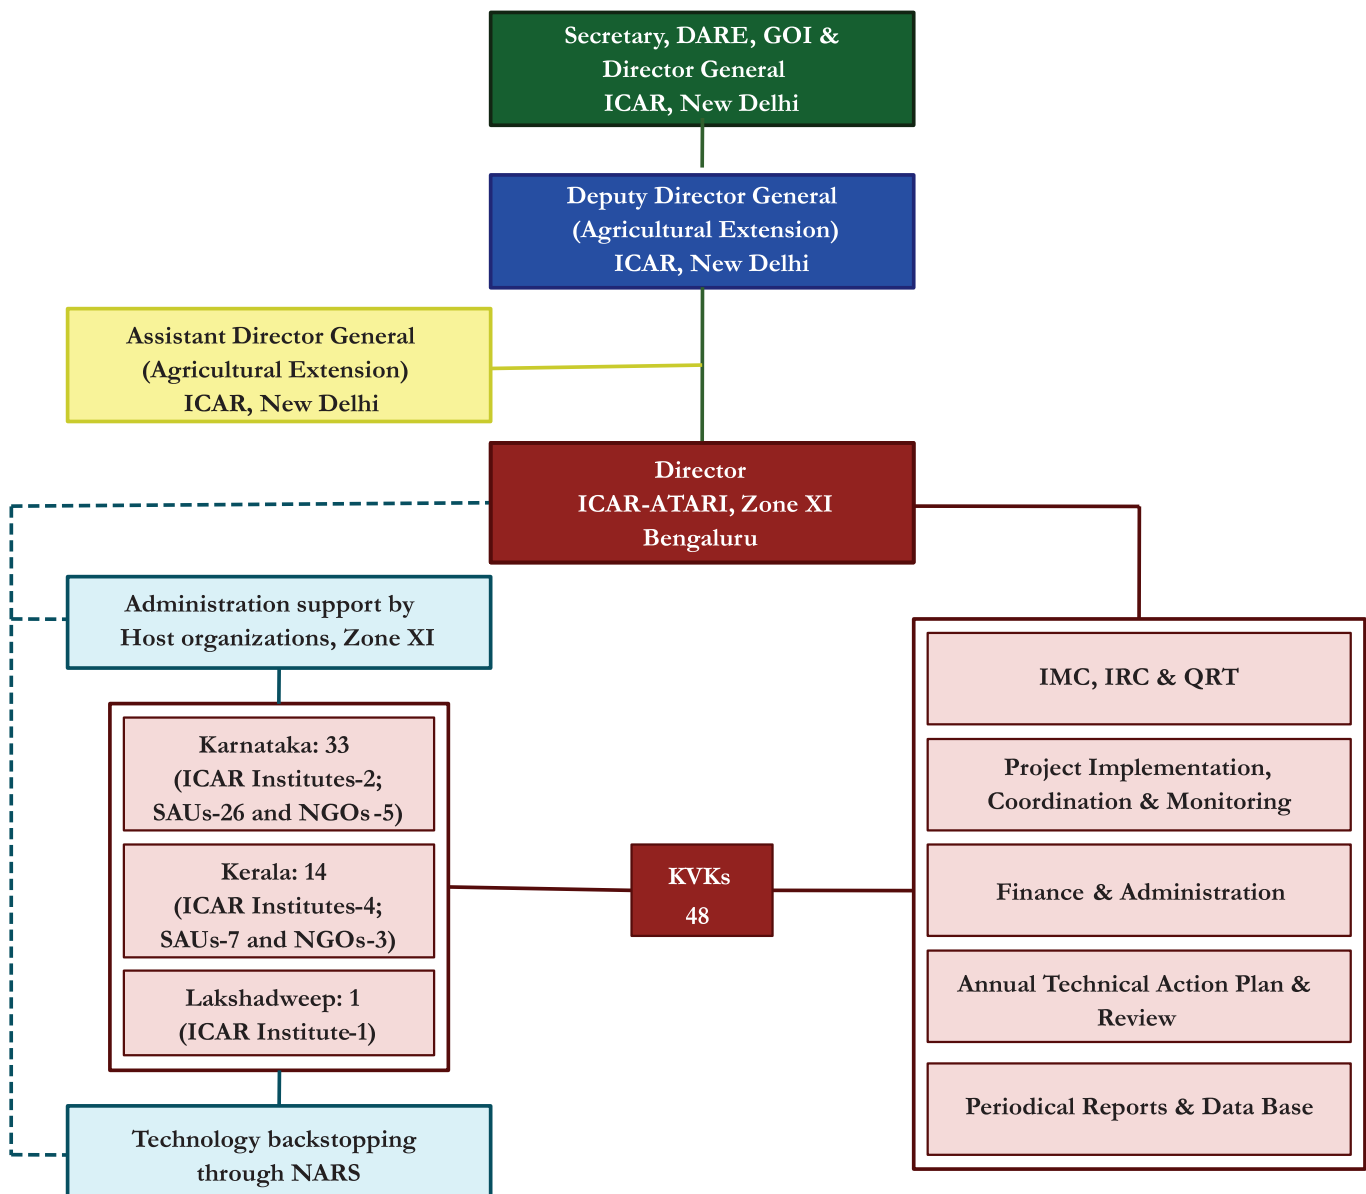 Secretary, DARE, GOI &
Director General
ICAR, New Delhi
Deputy Director General
(Agricultural Extension)
ICAR, New Delhi
Assistant Director General
(Agricultural Extension)
ICAR, New Delhi
Director
ICAR-ATARI, Zone XI
Bengaluru
Administration support by
Host organizations, Zone XI
Karnataka: 33
(ICAR Institutes-2;
SAUs-26 and NGOs-5)
Kerala: 14
(ICAR Institutes-4;
SAUs-7 and NGOs-3)
Lakshadweep: 1
(ICAR Institute-1)
Technology backstopping
through NARS
KVKs
48
IMC, IRC & QRT
Project Implementation,
Coordination & Monitoring
Finance & Administration
Annual Technical Action Plan &
Review
Periodical Reports & Data Base